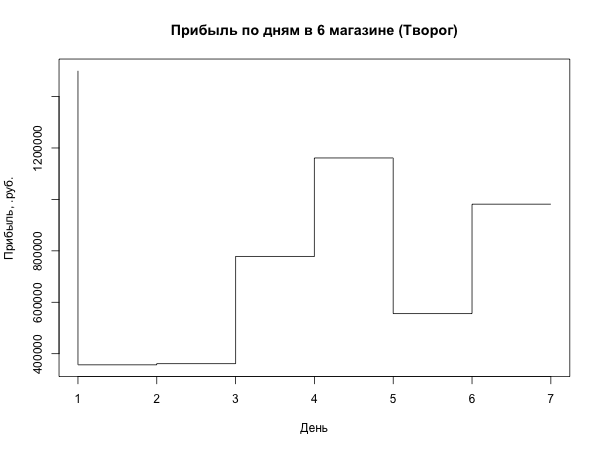 Прибыль по дням в 6 магазине (Творог)
Прибыль, .руб.
1200000
800000
600000
400000
1 2 3 4 5 6 7
День